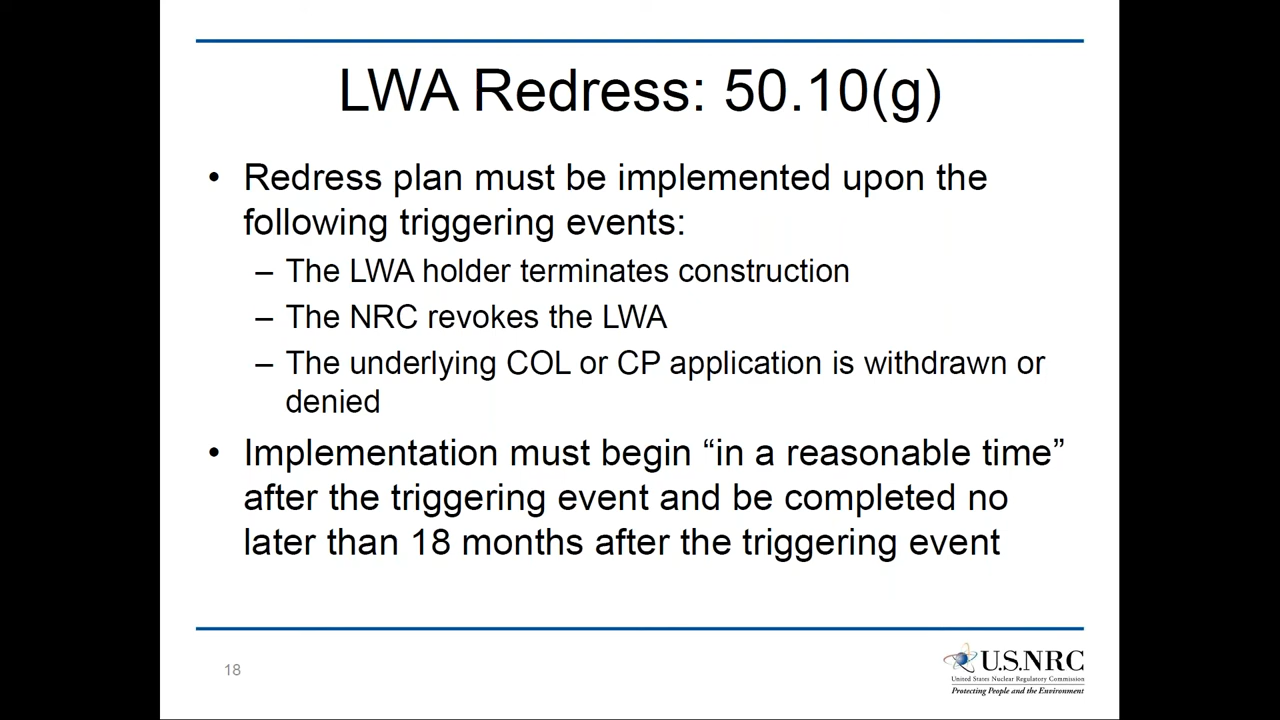 LWA Redress: 50.10(g)
• Redress plan must be implemented upon the
following triggering events:
– The LWA holder terminates construction
– The NRC revokes the LWA
– The underlying COL or CP application is withdrawn or
denied
• Implementation must begin “in a reasonable time”
after the triggering event and be completed no
later than 18 months after the triggering event
18
U.S.NRC
United States Nuclear Regulatory Commission
Protecting People and the Environment